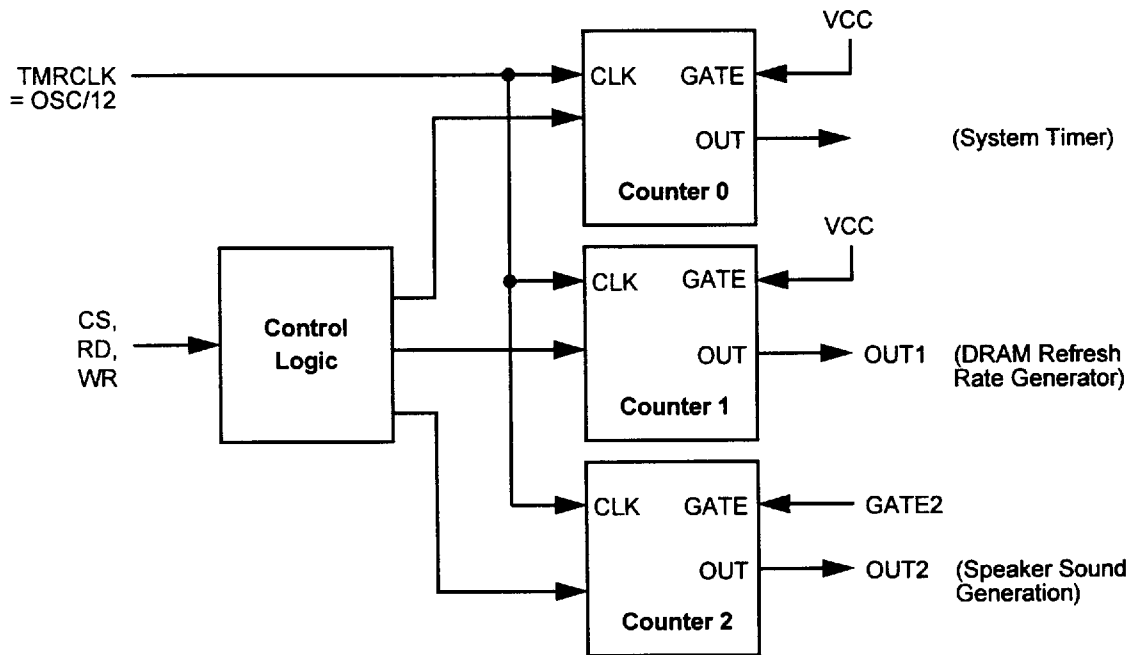 VCC
TMRCLK
= OSC/12
CLK GATE
OUT
(System Timer)
Counter 0
VCC
CLK GATE
CS,
RD,
WR
Control
Logic
OUT
OUT1
(DRAM Refresh
Rate Generator)
Counter 1
CLK GATE
GATE2
OUT
OUT2
(Speaker Sound
Generation)
Counter 2